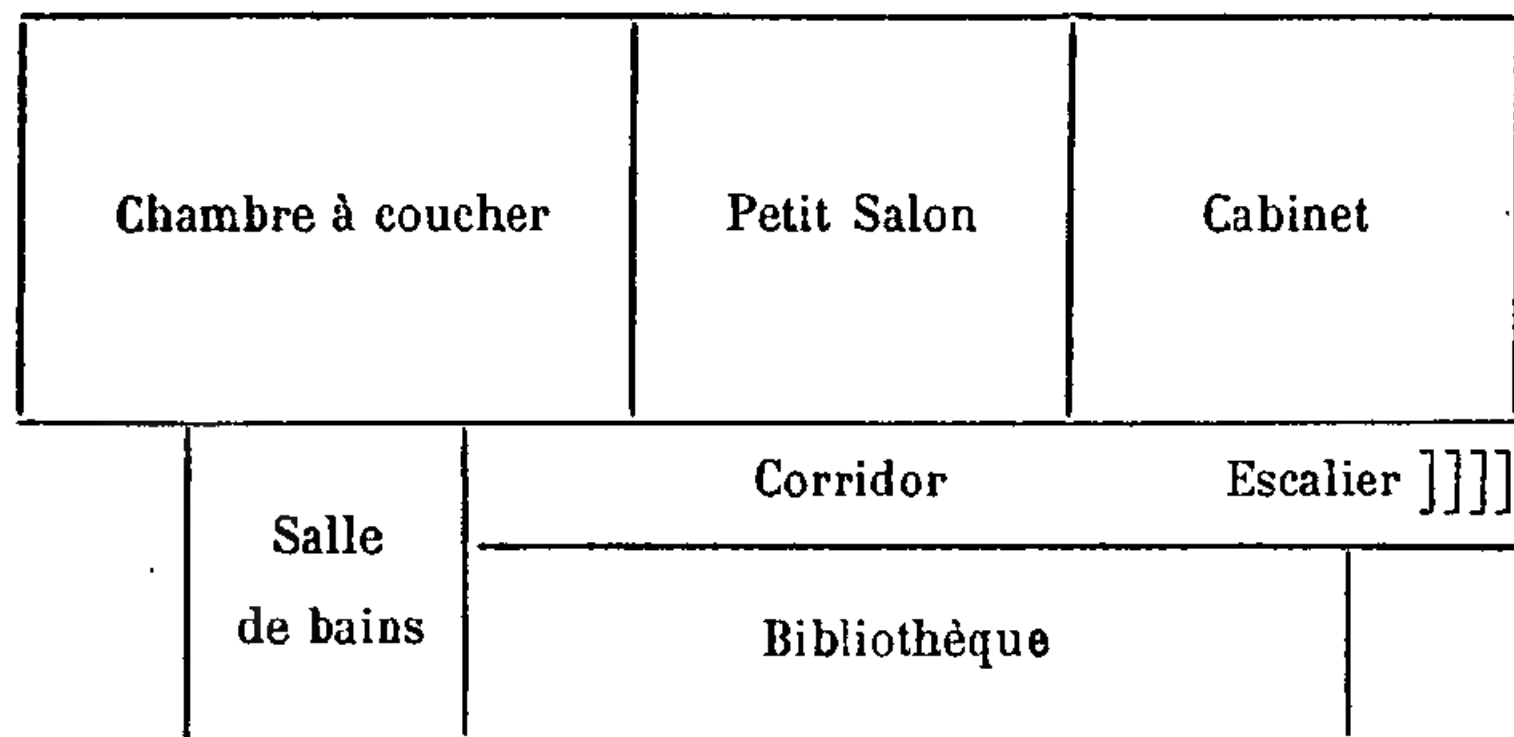 Chambre à coucher
Petit Salon
Cabinet
Corridor
Escalier
Salle
de bains
Bibliothèque